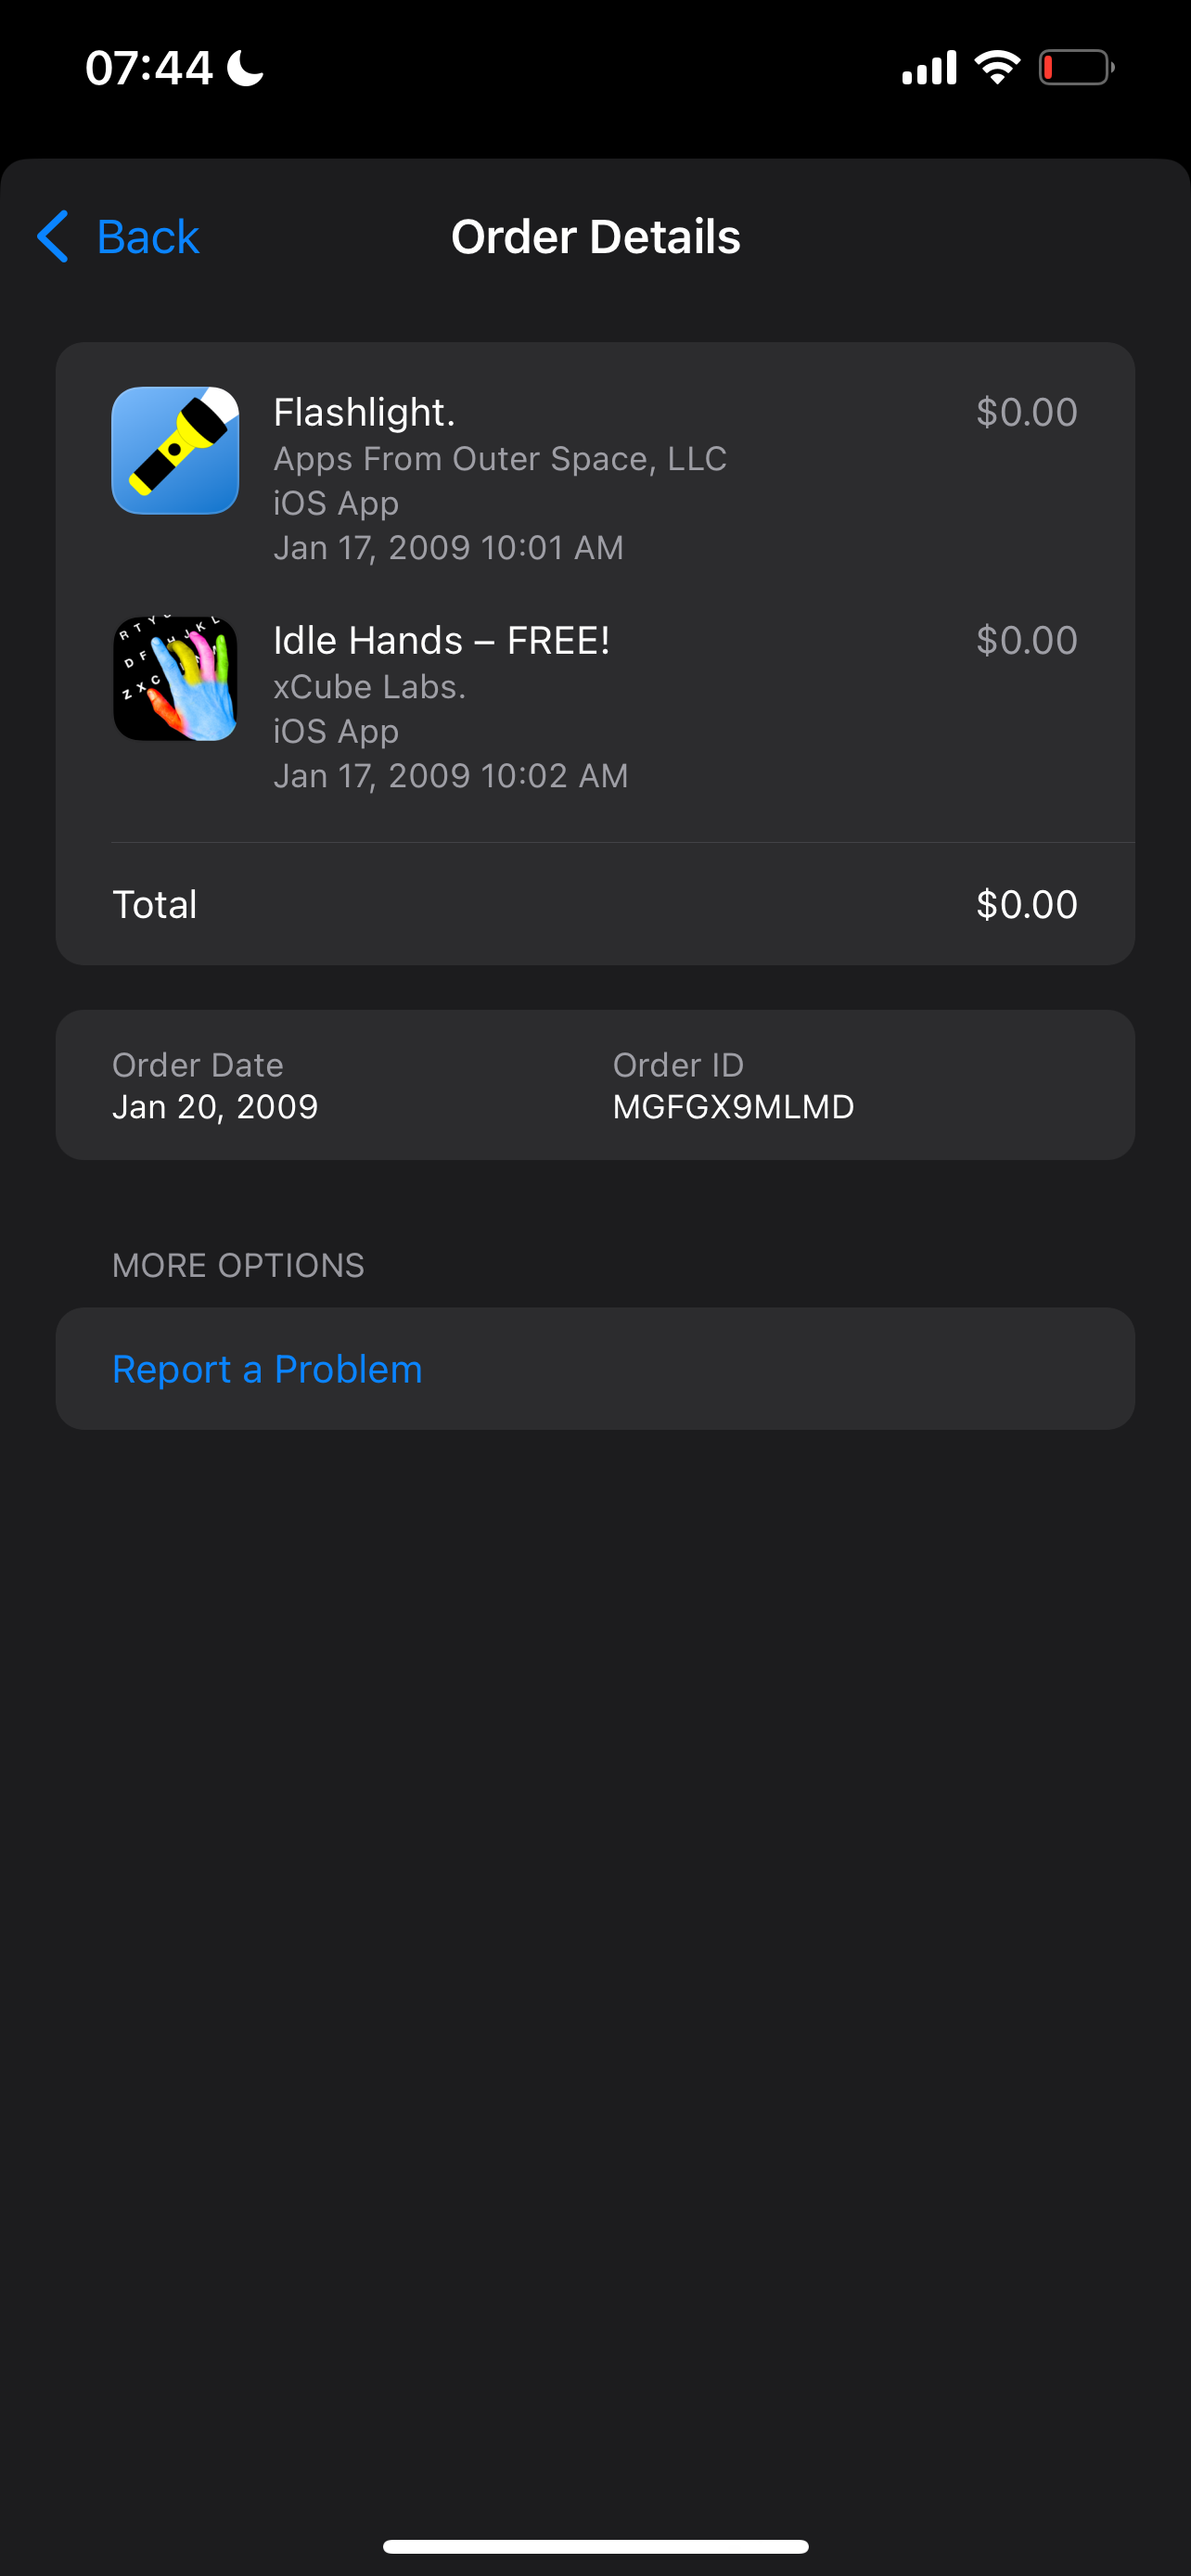 07:44
Back
Order Details
Flashlight.
$0.00
Apps From Outer Space, LLC
iOS App
Jan 17, 2009 10:01 AM
R T Y
D F H J K L
Z X C
Idle Hands – FREE!
$0.00
xCube Labs.
iOS App
Jan 17, 2009 10:02 AM
Total
$0.00
Order Date
Order ID
Jan 20, 2009
MGFGX9MLMD
MORE OPTIONS
Report a Problem